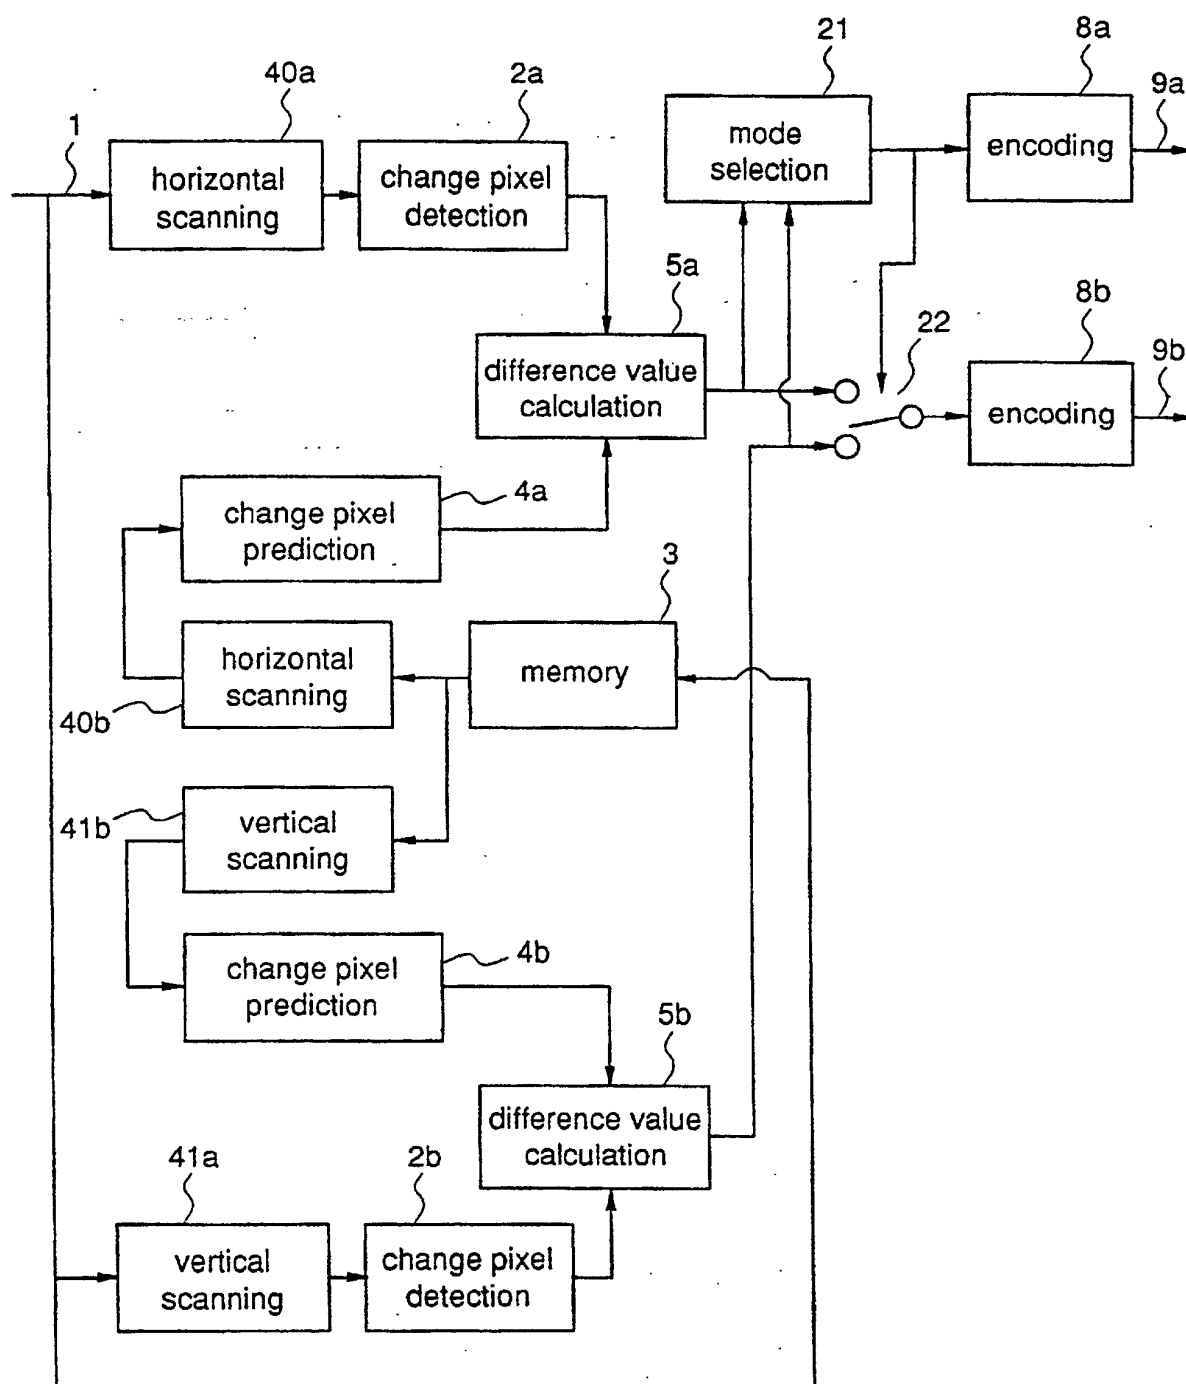 21
8a
40a
2a
9a
1
mode
selection
encoding
horizontal
scanning
change pixel
detection
5a
8b
22
9b
difference value
calculation
encoding
4a
change pixel
prediction
3
horizontal
scanning
memory
40b
41b
vertical
scanning
4b
change pixel
prediction
5b
difference value
calculation
41a
2b
vertical
scanning
change pixel
detection